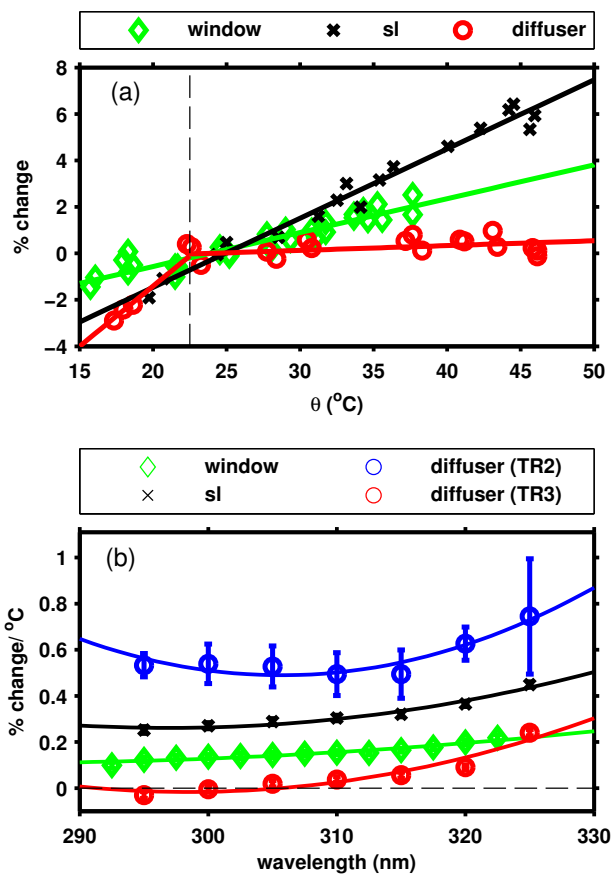 window sl diffuser
(a)
% change
8
6
4
2
0
−2
−4
15 20 25 30 35 40 45 50
θ (°C)
window diffuser (TR2)
sl diffuser (TR3)
(b)
% change/ °C
1
0.8
0.6
0.4
0.2
0
290 300 310 320 330
wavelength (nm)